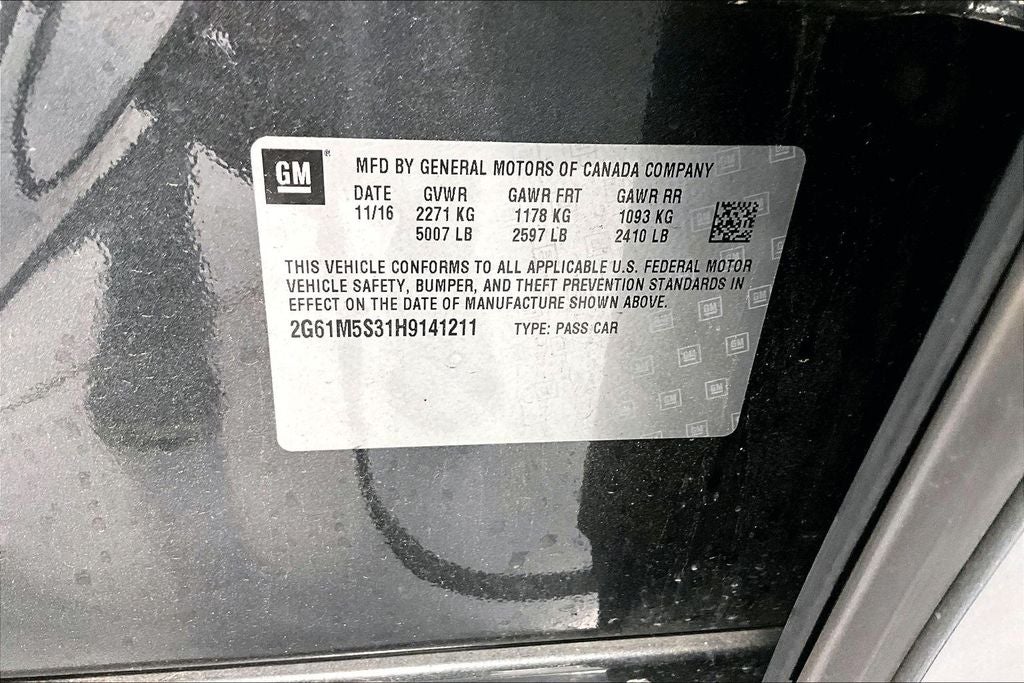 GM ® MFD BY GENERAL MOTORS OF CANADA COMPANY
DATE GVWR GAWR FRT GAWR RR
11/16 2271 KG 1178 KG 1093 KG
5007 LB 2597 LB 2410 LB
THIS VEHICLE CONFORMS TO ALL APPLICABLE U.S. FEDERAL MOTOR
VEHICLE SAFETY, BUMPER, AND THEFT PREVENTION STANDARDS IN
EFFECT ON THE DATE OF MANUFACTURE SHOWN ABOVE.
2G61M5S31H9141211 TYPE: PASS CAR